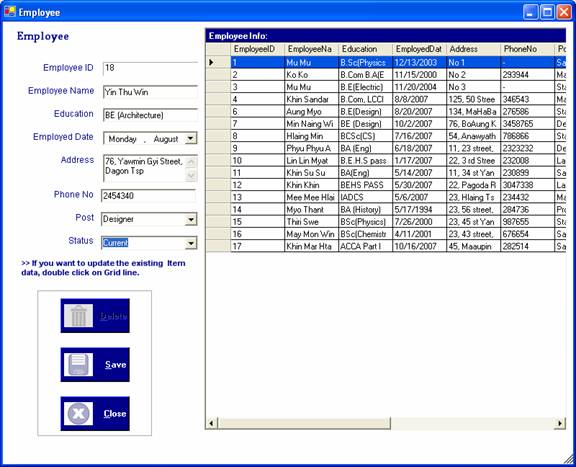 Employee
Employee
Employee ID 18
Employee Name Yin Thu Win
Education BE (Architecture)
Employed Date Monday , August
Address 76, Yawmin Gyi Street, Dagon Tsp
Phone No 2454340
Post Designer
Status Current
>> If you want to update the existing Item
data, double click on Grid line.
Delete
Save
Close
Employee Info:
EmployeeID EmployeeNa Education EmployedDat Address PhoneNo Po
1 Mu Mu B.Sc(Physics 12/13/2003 No 1 - Sa
2 Ko Ko B.Com B.A(E 11/15/2000 No 2 293944 Ma
3 Mu Mu B.E(Electric) 11/20/2004 No 3 - Sta
4 Khin Sandar B.Com, LCCI 8/8/2007 125, 50 Stree 346543 Ma
6 Aung Myo B.E (Design) 10/2/2007 134, MaHaBa 276586 Sta
7 Min Naing Wi BE (Design) 10/2/2007 76, BoAung K 3458765 De
8 Hlaing Min BCSc(CS) 7/16/2007 54, Anawyath 786866 Sta
9 Phyu Phyu A BA (Eng) 6/18/2007 11, 23 street 2323232 De
10 Lin Lin Myat B.E.H.S pass 1/17/2007 22, 3 rd Stree 232008 La
11 Khin Su Su BA(Eng) 5/14/2007 11, 34 st Yan 230899 Sa
12 Khin Khin BEHS PASS 5/30/2007 22, Pagoda R 3047338 La
13 Mee Mee Hlai IADCS 5/6/2007 23, Hlaing Ts 234432 Ma
14 Myo Thant BA (History) 5/17/1994 23, 56 street, 284736 Pro
15 Thiri Swe BSc(Physics) 7/26/2000 23, 45 st Yan 987655 Sta
16 May Mon Win BSc(Chemistr 4/11/2001 23, 43 street, 676654 Sa
17 Khin Mar Hta ACCA Part I 10/16/2007 45, Maaupin 282514 Sa